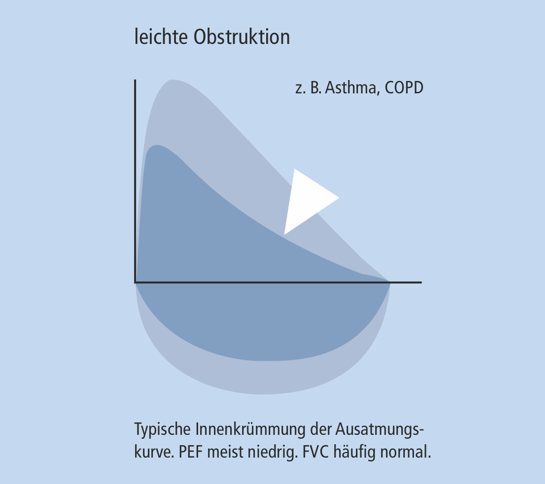 leichte Obstruktion
z. B. Asthma, COPD
Typische Innenkrümmung der Ausatmungs-
kurve. PEF meist niedrig. FVC häufig normal.